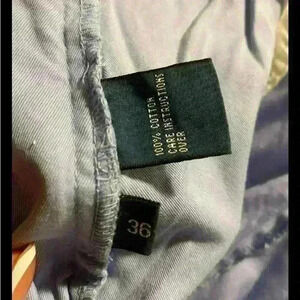 100% COTTON
CARE INSTRUCTIONS
OVER
36